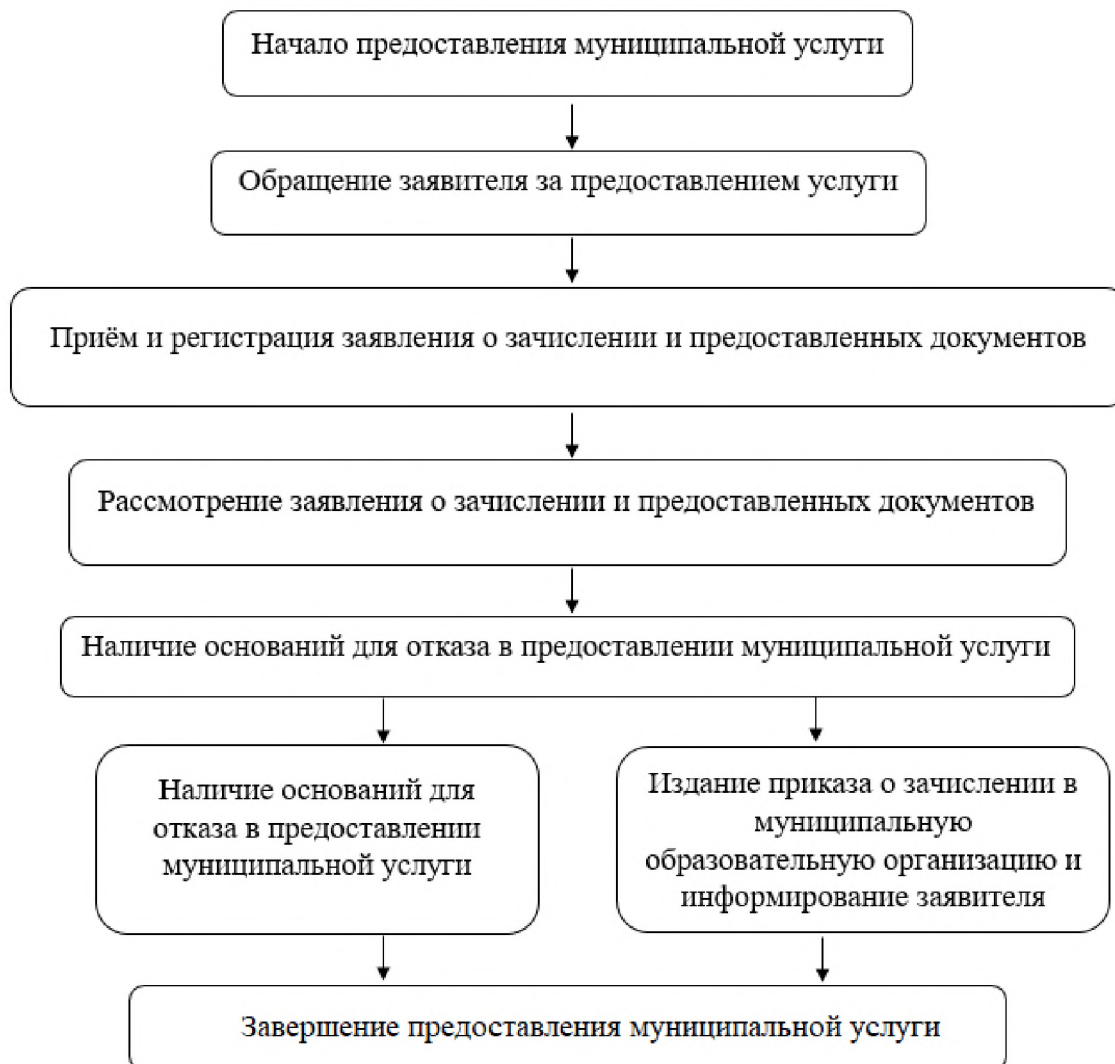 Начало предоставления муниципальной услуги
Обращение заявителя за предоставлением услуги
Приём и регистрация заявления о зачислении и предоставленных документов
Рассмотрение заявления о зачислении и предоставленных документов
Наличие оснований для отказа в предоставлении муниципальной услуги
Наличие оснований для
отказа в предоставлении
муниципальной услуги
Издание приказа о зачислении в
муниципальную
образовательную организацию и
информирование заявителя
Завершение предоставления муниципальной услуги